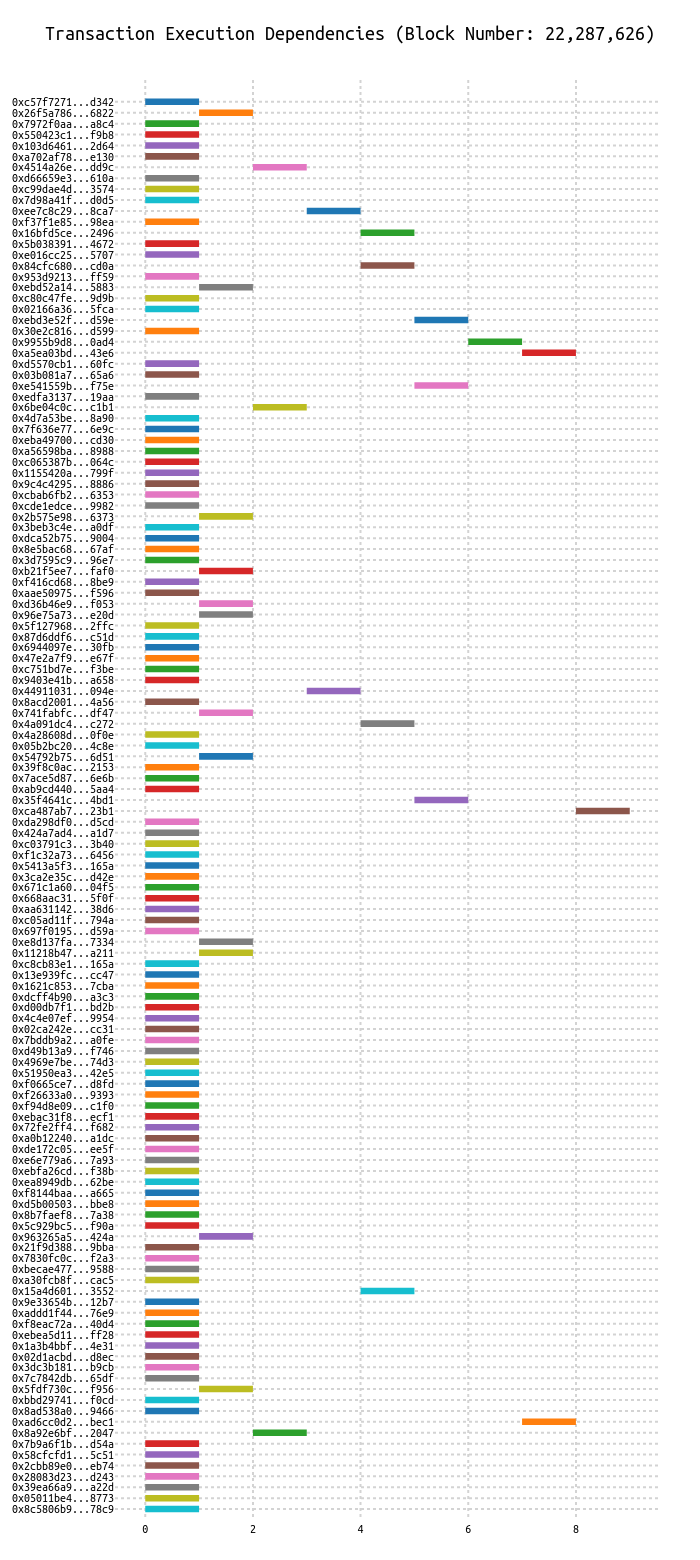 Transaction Execution Dependencies (Block Number: 22,287,626)
0xc57f7271...d342
0x26f5a786...6822
0x7972f0aa...a8c4
0x550423c1...f9b8
0x103d6461...2d64
0xa702af78...e130
0x4514a26e...dd9c
0xd66659e3...610a
0xc99dae4d...3574
0x7d98a41f...d0d5
0xee7c8c29...8ca7
0xf37f1e85...98ea
0x16bfd5ce...2496
0x5b038391...4672
0xe016cc25...5707
0x84cfc680...cd0a
0x953d9213...ff59
0xebd52a14...5883
0xc80c47fe...9d9b
0x02166a36...5fca
0xebd3e52f...d59e
0x30e2c816...d599
0x9955b9d8...0ad4
0xa5ea03bd...43e6
0xd5570cb1...60fc
0x03b081a7...65a6
0xe541559b...f75e
0xedfa3137...19aa
0x6be04c0c...c1b1
0x4d7a53be...8a90
0x7f636e77...6e9c
0xeba49700...cd30
0xa56598ba...8988
0xc065387b...064c
0x1155420a...799f
0x9c4c4295...8886
0xcbab6fb2...6353
0xcde1edce...9982
0x2b575e98...6373
0x3beb3c4e...a0df
0xdca52b75...9004
0x8e5bac68...67af
0x3d7595c9...96e7
0xb21f5ee7...faf0
0xf416cd68...8be9
0xaae50975...f596
0xd36b46e9...f053
0x96e75a73...e20d
0x5f127968...2ffc
0x87d6ddf6...c51d
0x6944097e...30fb
0x47e2a7f9...e67f
0xc751bd7e...f3be
0x9403e41b...a658
0x44911031...094e
0x8acd2001...4a56
0x741fabfc...df47
0x4a091dc4...c272
0x4a28608d...0f0e
0x05b2bc20...4c8e
0x54792b75...6d51
0x39f8c0ac...2153
0x7ace5d87...6e6b
0xab9cd440...5aa4
0x35f4641c...4bd1
0xca487ab7...23b1
0xda298df0...d5cd
0x424a7ad4...a1d7
0xc03791c3...3b40
0xf1c32a73...6456
0x5413a5f3...165a
0x3ca2e35c...d42e
0x671c1a60...04f5
0x668aac31...5f0f
0xaa631142...38d6
0xc05ad11f...794a
0x697f0195...d59a
0xe8d137fa...7334
0x11218b47...a211
0xc8cb83e1...165a
0x13e939fc...cc47
0x1621c853...7cba
0xdcff4b90...a3c3
0xd00db7f1...bd2b
0x4c4e07ef...9954
0x02ca242e...cc31
0x7bddb9a2...a0fe
0xd49b13a9...f746
0x4969e7be...74d3
0x51950ea3...42e5
0xf0665ce7...d8fd
0xf26633a0...9393
0xf94d8e09...c1f0
0xebac31f8...ecf1
0x72fe2ff4...f682
0xa0b12240...a1dc
0xde172c05...ee5f
0xe6e779a6...7a93
0xebfa26cd...f38b
0xea8949db...62be
0xf8144baa...a665
0xd5b00503...bbe8
0x8b7faef8...7a38
0x5c929bc5...f90a
0x963265a5...424a
0x21f9d388...9bba
0x7830fc0c...f2a3
0xbecae477...9588
0xa30fcb8f...cac5
0x15a4d601...3552
0x9e33654b...12b7
0xaddd1f44...76e9
0xf8eac72a...40d4
0xebea5d11...ff28
0x1a3b4bbf...4e31
0x02d1acbd...d8ec
0x3dc3b181...b9cb
0x7c7842db...65df
0x5fdf730c...f956
0xbbd29741...f0cd
0x8ad538a0...9466
0xad6cc0d2...bec1
0x8a92e6bf...2047
0x7b9a6f1b...d54a
0x58cfcfd1...5c51
0x2cbb89e0...eb74
0x28083d23...d243
0x39ea66a9...a22d
0x05011be4...8773
0x8c5806b9...78c9
0 2 4 6 8